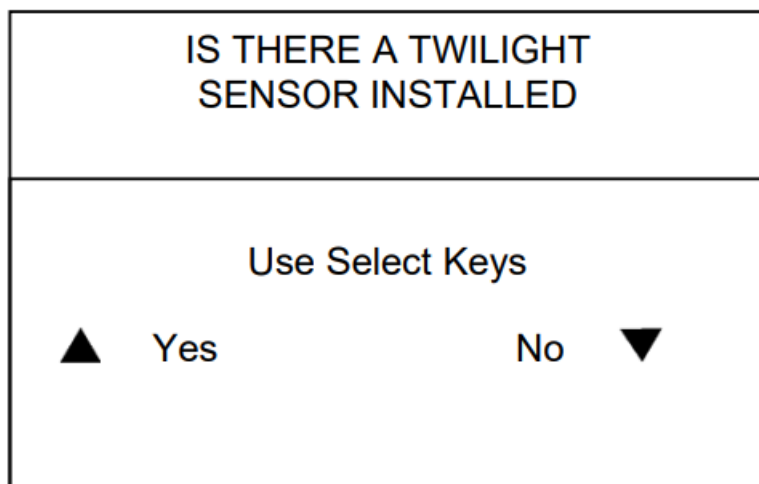 IS THERE A TWILIGHT
SENSOR INSTALLED
Use Select Keys
Yes No